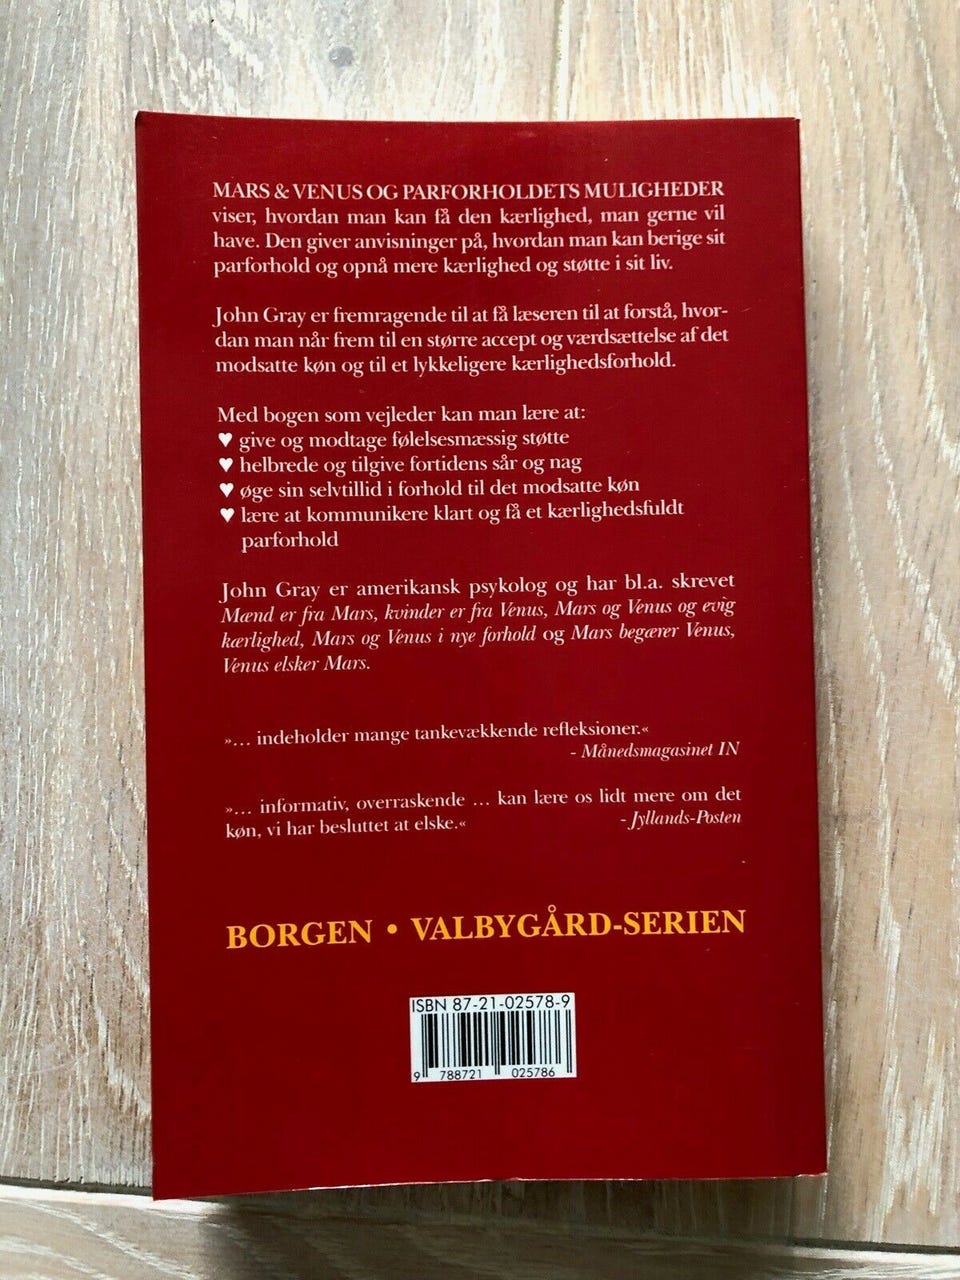 MARS & VENUS OG PARFORHOLDETS MULIGHEDER
viser, hvordan man kan få den kærlighed, man gerne vil
have. Den giver anvisninger på, hvordan man kan berige sit
parforhold og opnå mere kærlighed og støtte i sit liv.
John Gray er fremragende til at få læseren til at forstå, hvor-
dan man når frem til en større accept og værdsættelse af det
modsatte køn og til et lykkeligere kærlighedsforhold.
Med bogen som vejleder kan man lære at:
♥ give og modtage følelsesmæssig støtte
♥ helbrede og tilgive fortidens sår og nag
♥ øge sin selvtillid i forhold til det modsatte køn
♥ lære at kommunikere klart og få et kærlighedsfuldt
parforhold
John Gray er amerikansk psykolog og har bl.a. skrevet
Mænd er fra Mars, kvinder er fra Venus, Mars og Venus og evig
kærlighed, Mars og Venus i nye forhold og Mars begærer Venus,
Venus elsker Mars.
»... indeholder mange tankevækkende refleksioner.«
- Månedsmagasinet IN
»... informativ, overraskende ... kan lære os lidt mere om det
køn, vi har besluttet at elske.« - Jyllands-Posten
BORGEN • VALBYGÅRD-SERIEN
ISBN 87-21-02578-9
9 788721 025786